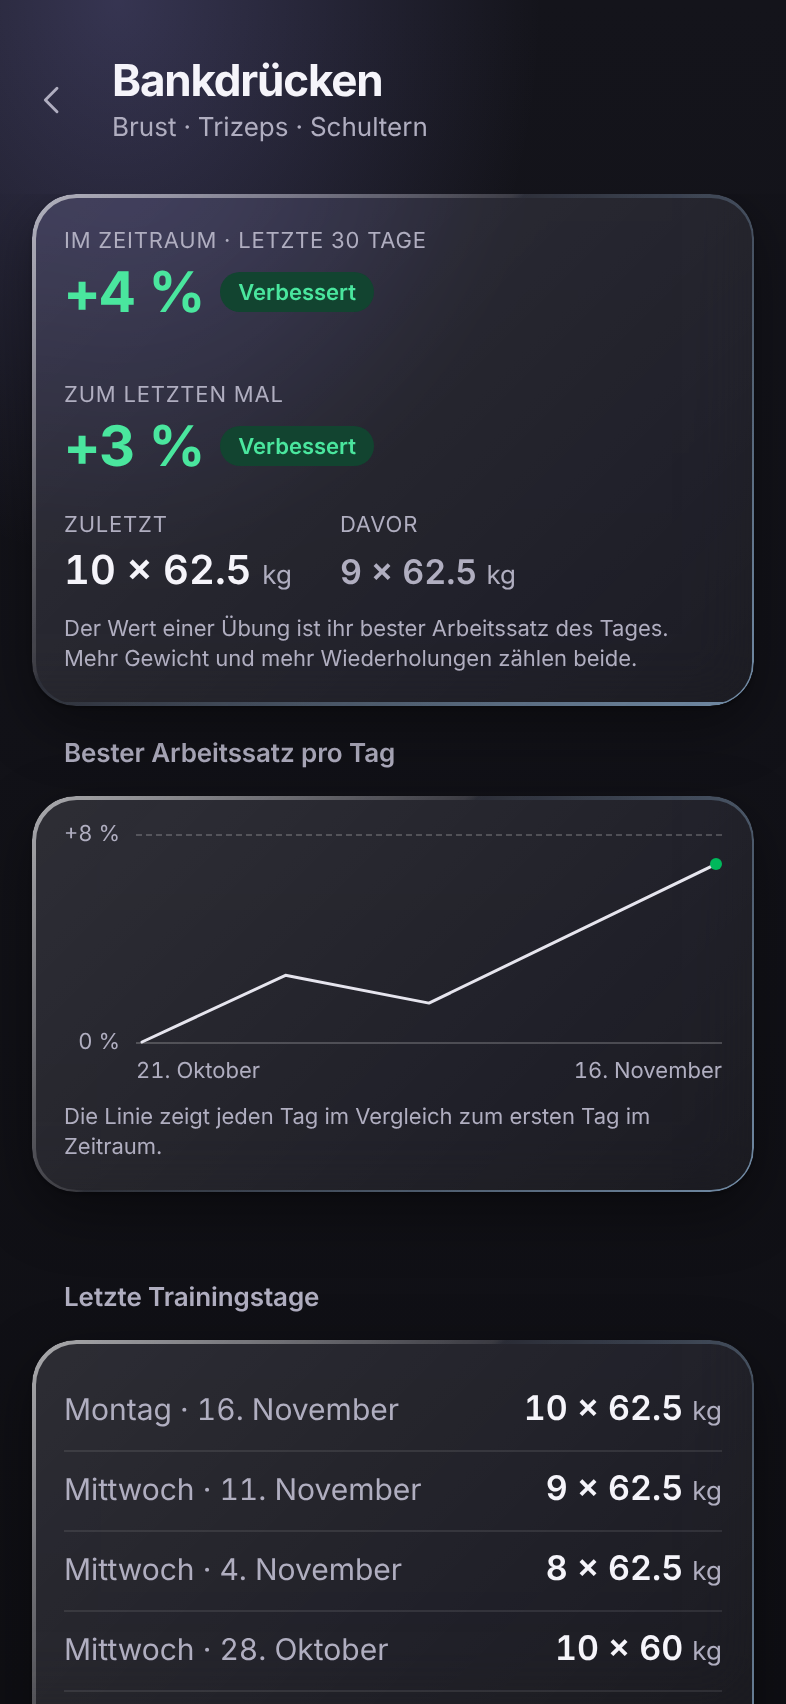 Bankdrücken
Brust · Trizeps · Schultern
IM ZEITRAUM · LETZTE 30 TAGE
+4 % Verbessert
ZUM LETZTEN MAL
+3 % Verbessert
ZULETZT DAVOR
10 × 62.5 kg 9 × 62.5 kg
Der Wert einer Übung ist ihr bester Arbeitssatz des Tages.
Mehr Gewicht und mehr Wiederholungen zählen beide.
Bester Arbeitssatz pro Tag
+8 %
0 %
21. Oktober 16. November
Die Linie zeigt jeden Tag im Vergleich zum ersten Tag im
Zeitraum.
Letzte Trainingstage
Montag · 16. November 10 × 62.5 kg
Mittwoch · 11. November 9 × 62.5 kg
Mittwoch · 4. November 8 × 62.5 kg
Mittwoch · 28. Oktober 10 × 60 kg